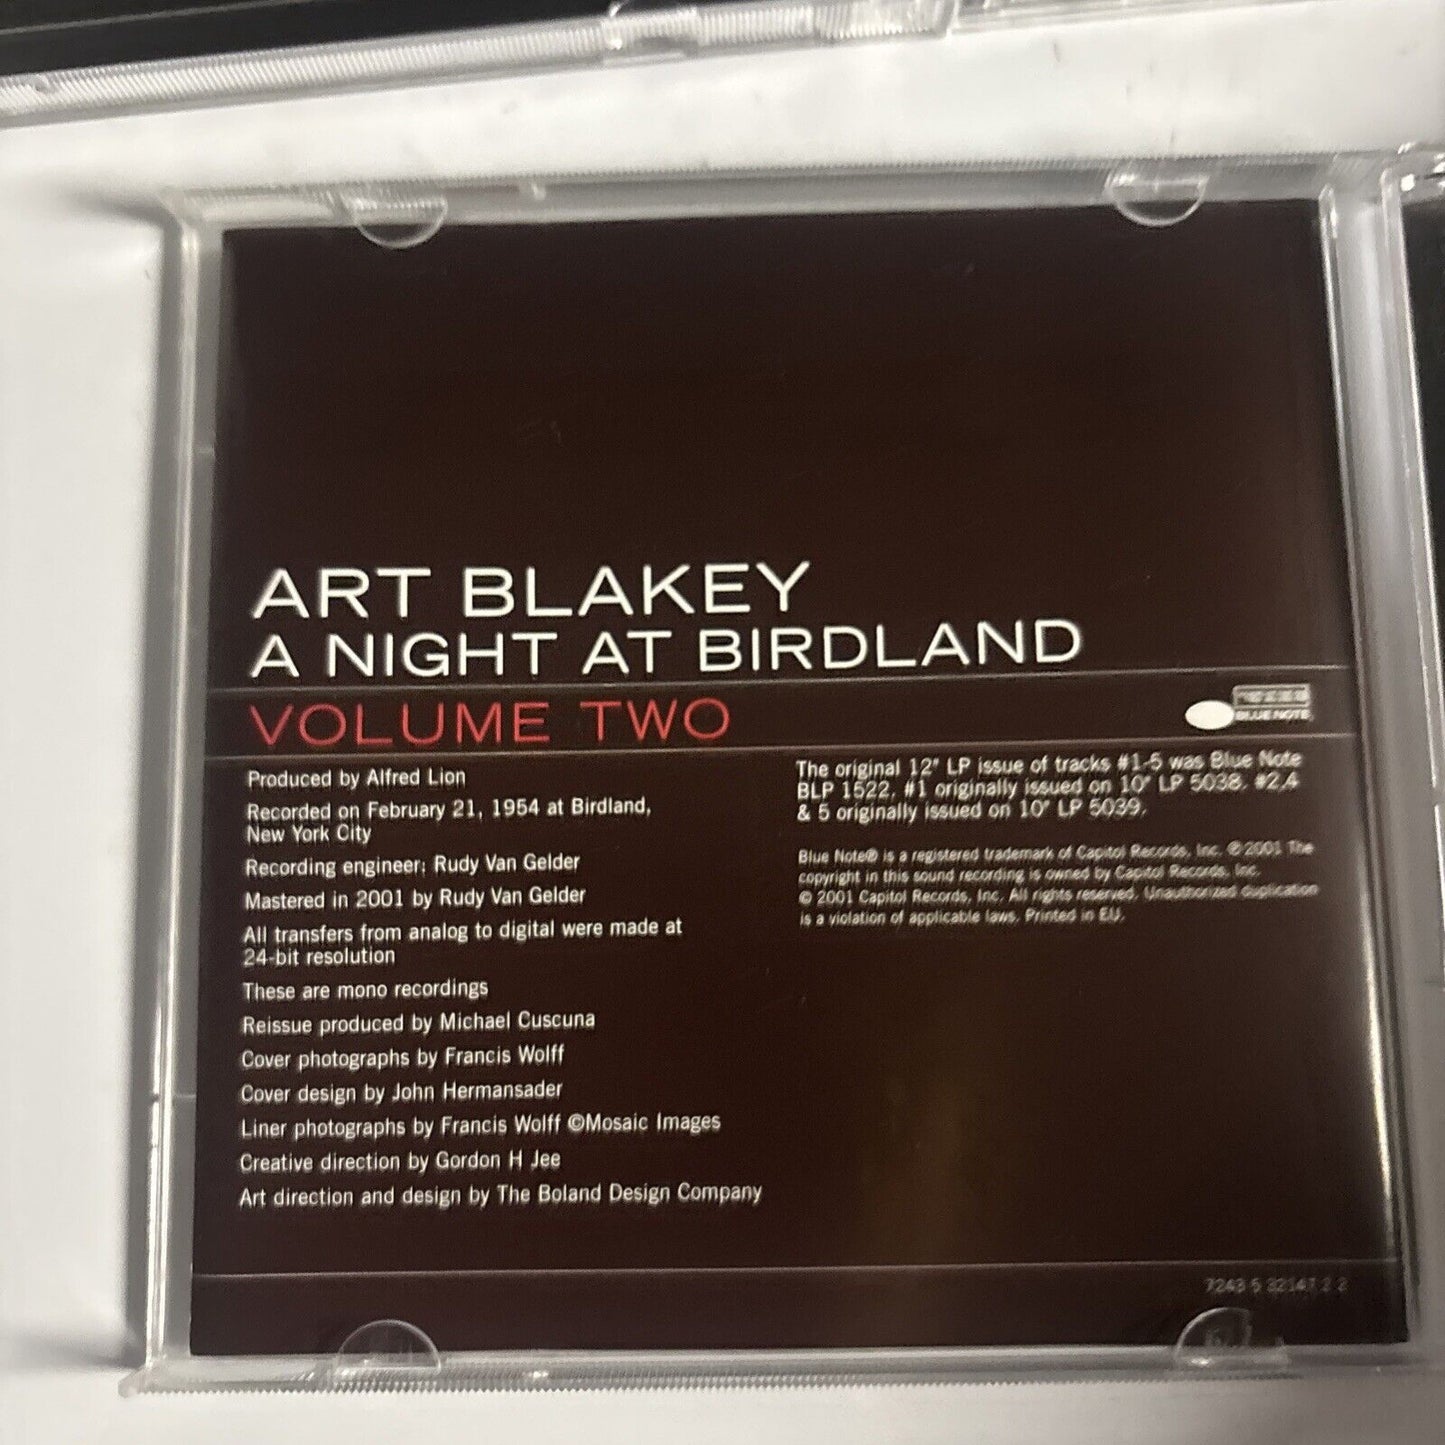 ART BLAKEY
A NIGHT AT BIRDLAND
VOLUME TWO
BLUE NOTE
Produced by Alfred Lion
Recorded on February 21, 1954 at Birdland,
New York City
Recording engineer: Rudy Van Gelder
Mastered in 2001 by Rudy Van Gelder
All transfers from analog to digital were made at
24-bit resolution
These are mono recordings
Reissue produced by Michael Cuscuna
Cover photographs by Francis Wolff
Cover design by John Hermansader
Liner photographs by Francis Wolff ©Mosaic Images
Creative direction by Gordon H Jee
Art direction and design by The Boland Design Company
The original 12" LP issue of tracks #1-5 was Blue Note
BLP 1522. #1 originally issued on 10" LP 5038. #2,4
& 5 originally issued on 10" LP 5039.
Blue Note® is a registered trademark of Capitol Records, Inc. ℗ 2001 The
copyright in this sound recording is owned by Capitol Records, Inc.
© 2001 Capitol Records, Inc. All rights reserved. Unauthorized duplication
is a violation of applicable laws. Printed in EU.
7243 5 32147 2 2